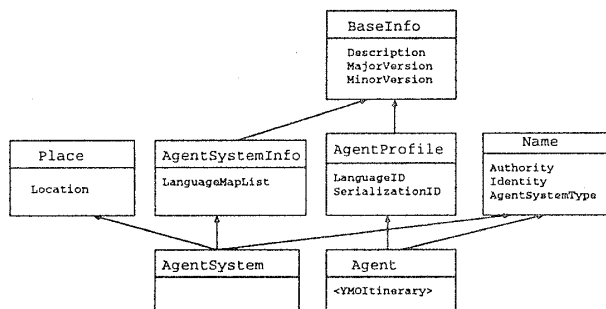 BaseInfo
Description
MajorVersion
MinorVersion
Place
Location
AgentSystemInfo
LanguageMapList
AgentProfile
LanguageID
SerializationID
Name
Authority
Identity
AgentSystemType
AgentSystem
Agent
<YMOItinerary>